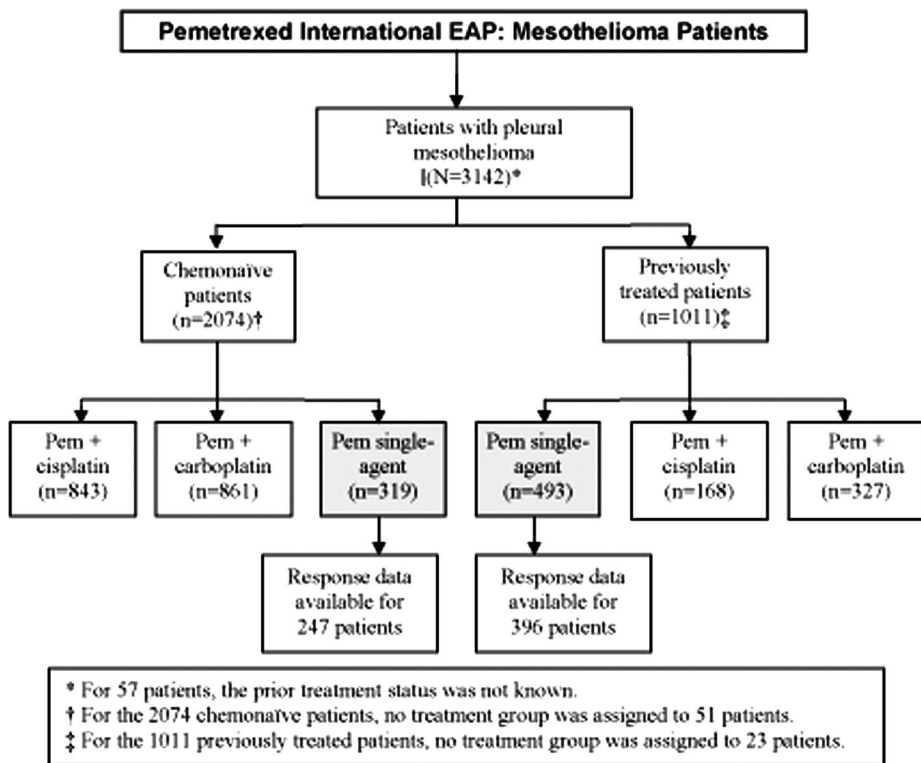 Pemetrexed International EAP: Mesothelioma Patients
Patients with pleural
mesothelioma
|(N=3142)*
Chemonaïve
patients
(n=2074)†
Previously
treated patients
(n=1011)‡
Pem +
cisplatin
(n=843)
Pem +
carboplatin
(n=861)
Pem single-
agent
(n=319)
Pem single-
agent
(n=493)
Pem +
cisplatin
(n=168)
Pem +
carboplatin
(n=327)
Response data
available for
247 patients
Response data
available for
396 patients
* For 57 patients, the prior treatment status was not known.
† For the 2074 chemonaïve patients, no treatment group was assigned to 51 patients.
‡ For the 1011 previously treated patients, no treatment group was assigned to 23 patients.